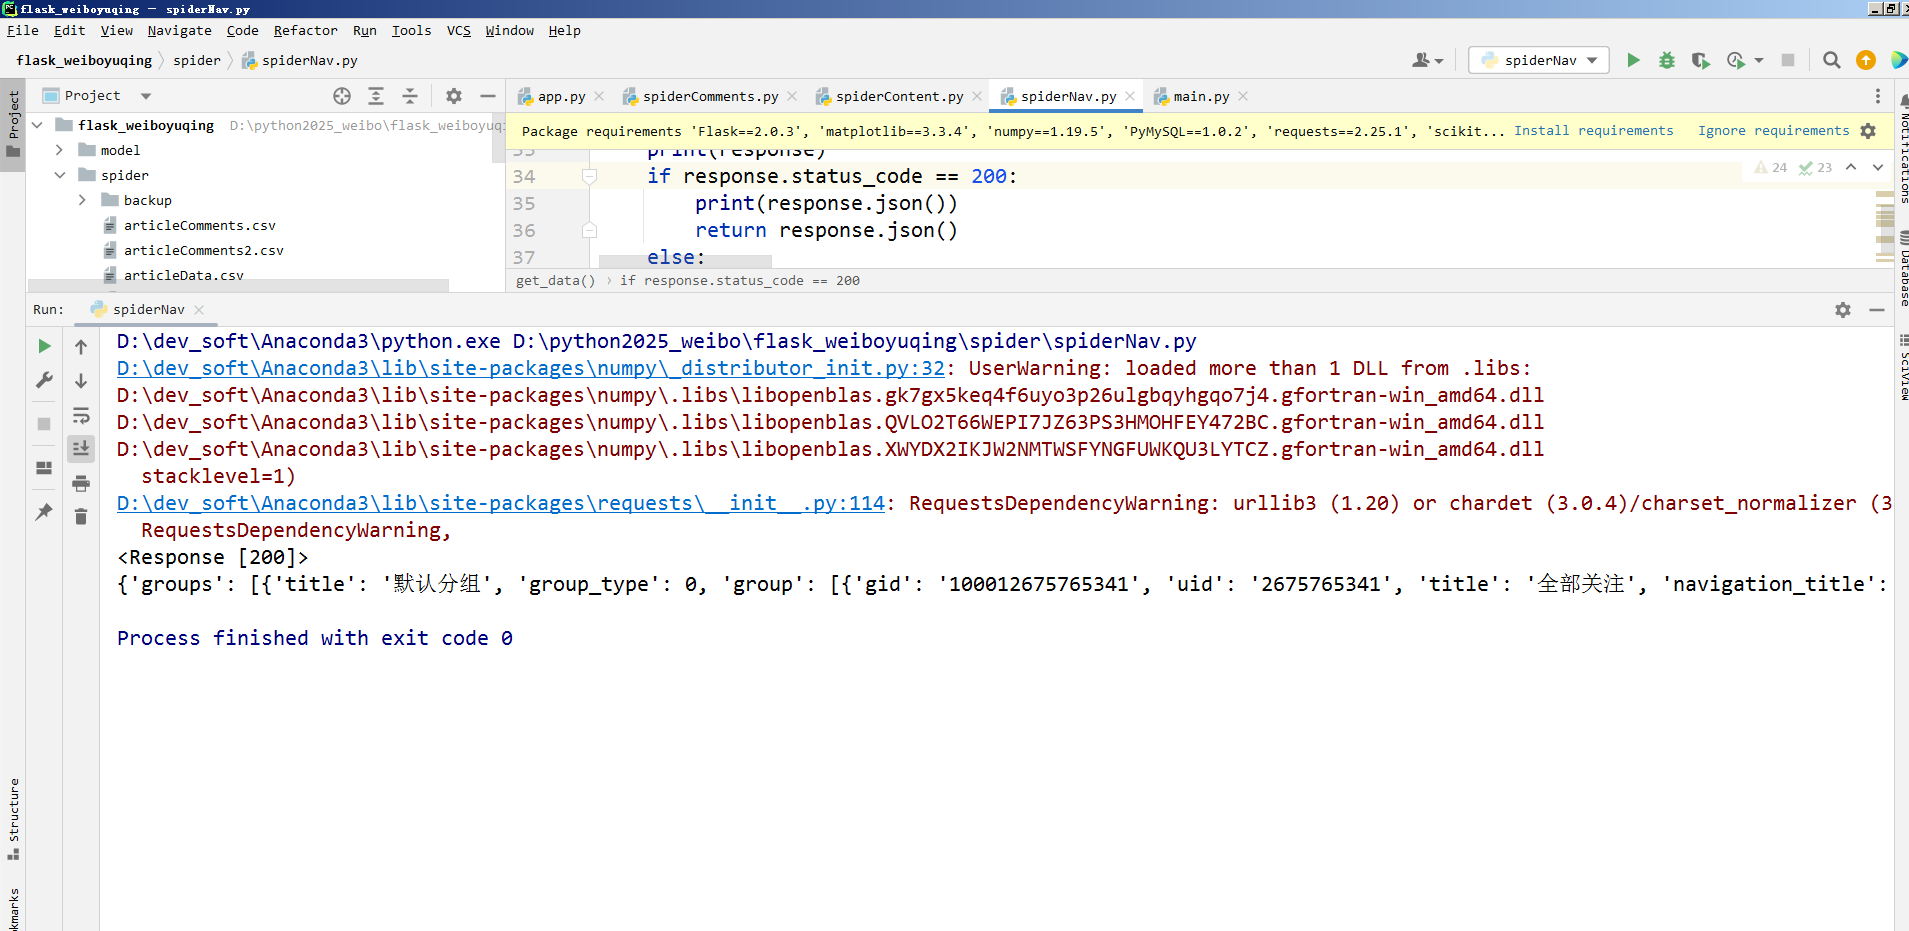 flask_weiboyuqing – spiderNav.py
File Edit View Navigate Code Refactor Run Tools VCS Window Help
flask_weiboyuqing spider spiderNav.py
spiderNav
Project
app.py
spiderComments.py
spiderContent.py
spiderNav.py
main.py
flask_weiboyuqing D:\python2025_weibo\flask_weiboyuqi
model
spider
backup
articleComments.csv
articleComments2.csv
articleData.csv
Package requirements 'Flask==2.0.3', 'matplotlib==3.3.4', 'numpy==1.19.5', 'PyMySQL==1.0.2', 'requests==2.25.1', 'scikit... Install requirements Ignore requirements
33 print(response)
34 if response.status_code == 200:
35 print(response.json())
36 return response.json()
37 else:
24 23
get_data() › if response.status_code == 200
Run: spiderNav
D:\dev_soft\Anaconda3\python.exe D:\python2025_weibo\flask_weiboyuqing\spider\spiderNav.py
D:\dev_soft\Anaconda3\lib\site-packages\numpy\_distributor_init.py:32: UserWarning: loaded more than 1 DLL from .libs:
D:\dev_soft\Anaconda3\lib\site-packages\numpy\.libs\libopenblas.gk7gx5keq4f6uyo3p26ulgbqyhgqo7j4.gfortran-win_amd64.dll
D:\dev_soft\Anaconda3\lib\site-packages\numpy\.libs\libopenblas.QVLO2T66WEPI7JZ63PS3HMOHFEY472BC.gfortran-win_amd64.dll
D:\dev_soft\Anaconda3\lib\site-packages\numpy\.libs\libopenblas.XWYDX2IKJW2NMTWSFYNGFUWKQU3LYTCZ.gfortran-win_amd64.dll
stacklevel=1)
D:\dev_soft\Anaconda3\lib\site-packages\requests\__init__.py:114: RequestsDependencyWarning: urllib3 (1.20) or chardet (3.0.4)/charset_normalizer (3
RequestsDependencyWarning,
<Response [200]>
{'groups': [{'title': '默认分组', 'group_type': 0, 'group': [{'gid': '100012675765341', 'uid': '2675765341', 'title': '全部关注', 'navigation_title':
Process finished with exit code 0
Project
Structure
kmarks
Notifications
Database
SciView